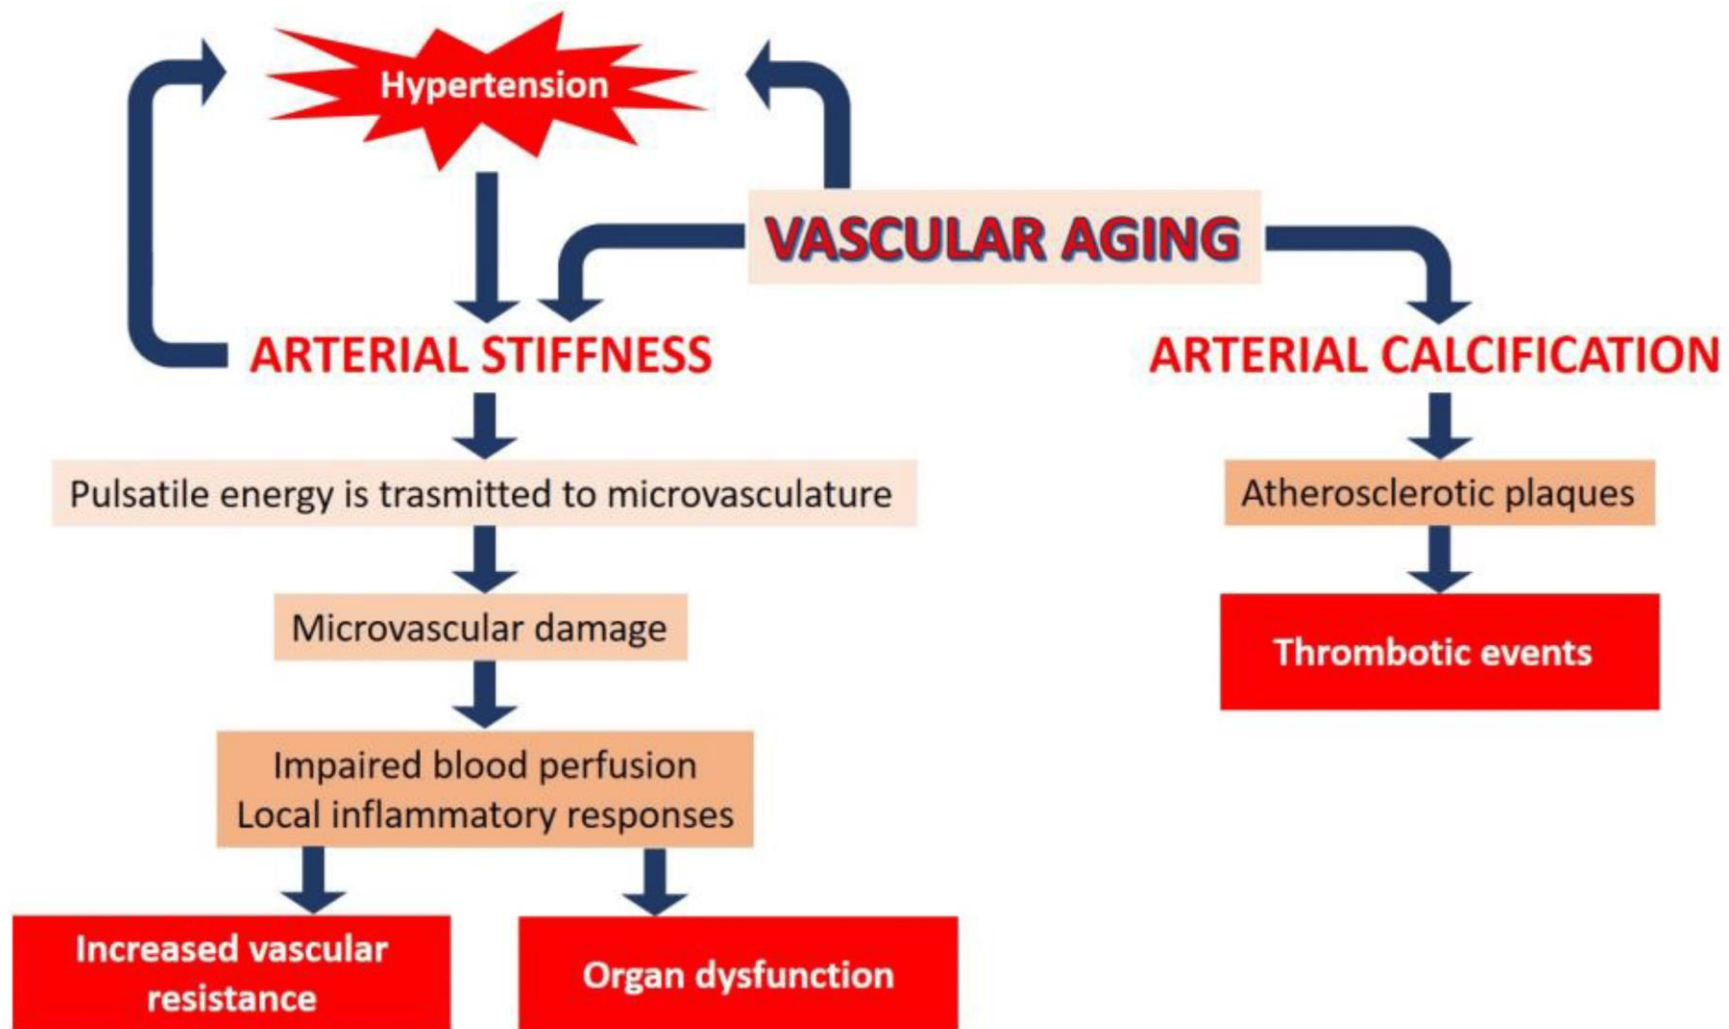 Hypertension
VASCULAR AGING
ARTERIAL STIFFNESS
ARTERIAL CALCIFICATION
Pulsatile energy is trasmitted to microvasculature
Atherosclerotic plaques
Microvascular damage
Thrombotic events
Impaired blood perfusion
Local inflammatory responses
Increased vascular
resistance
Organ dysfunction